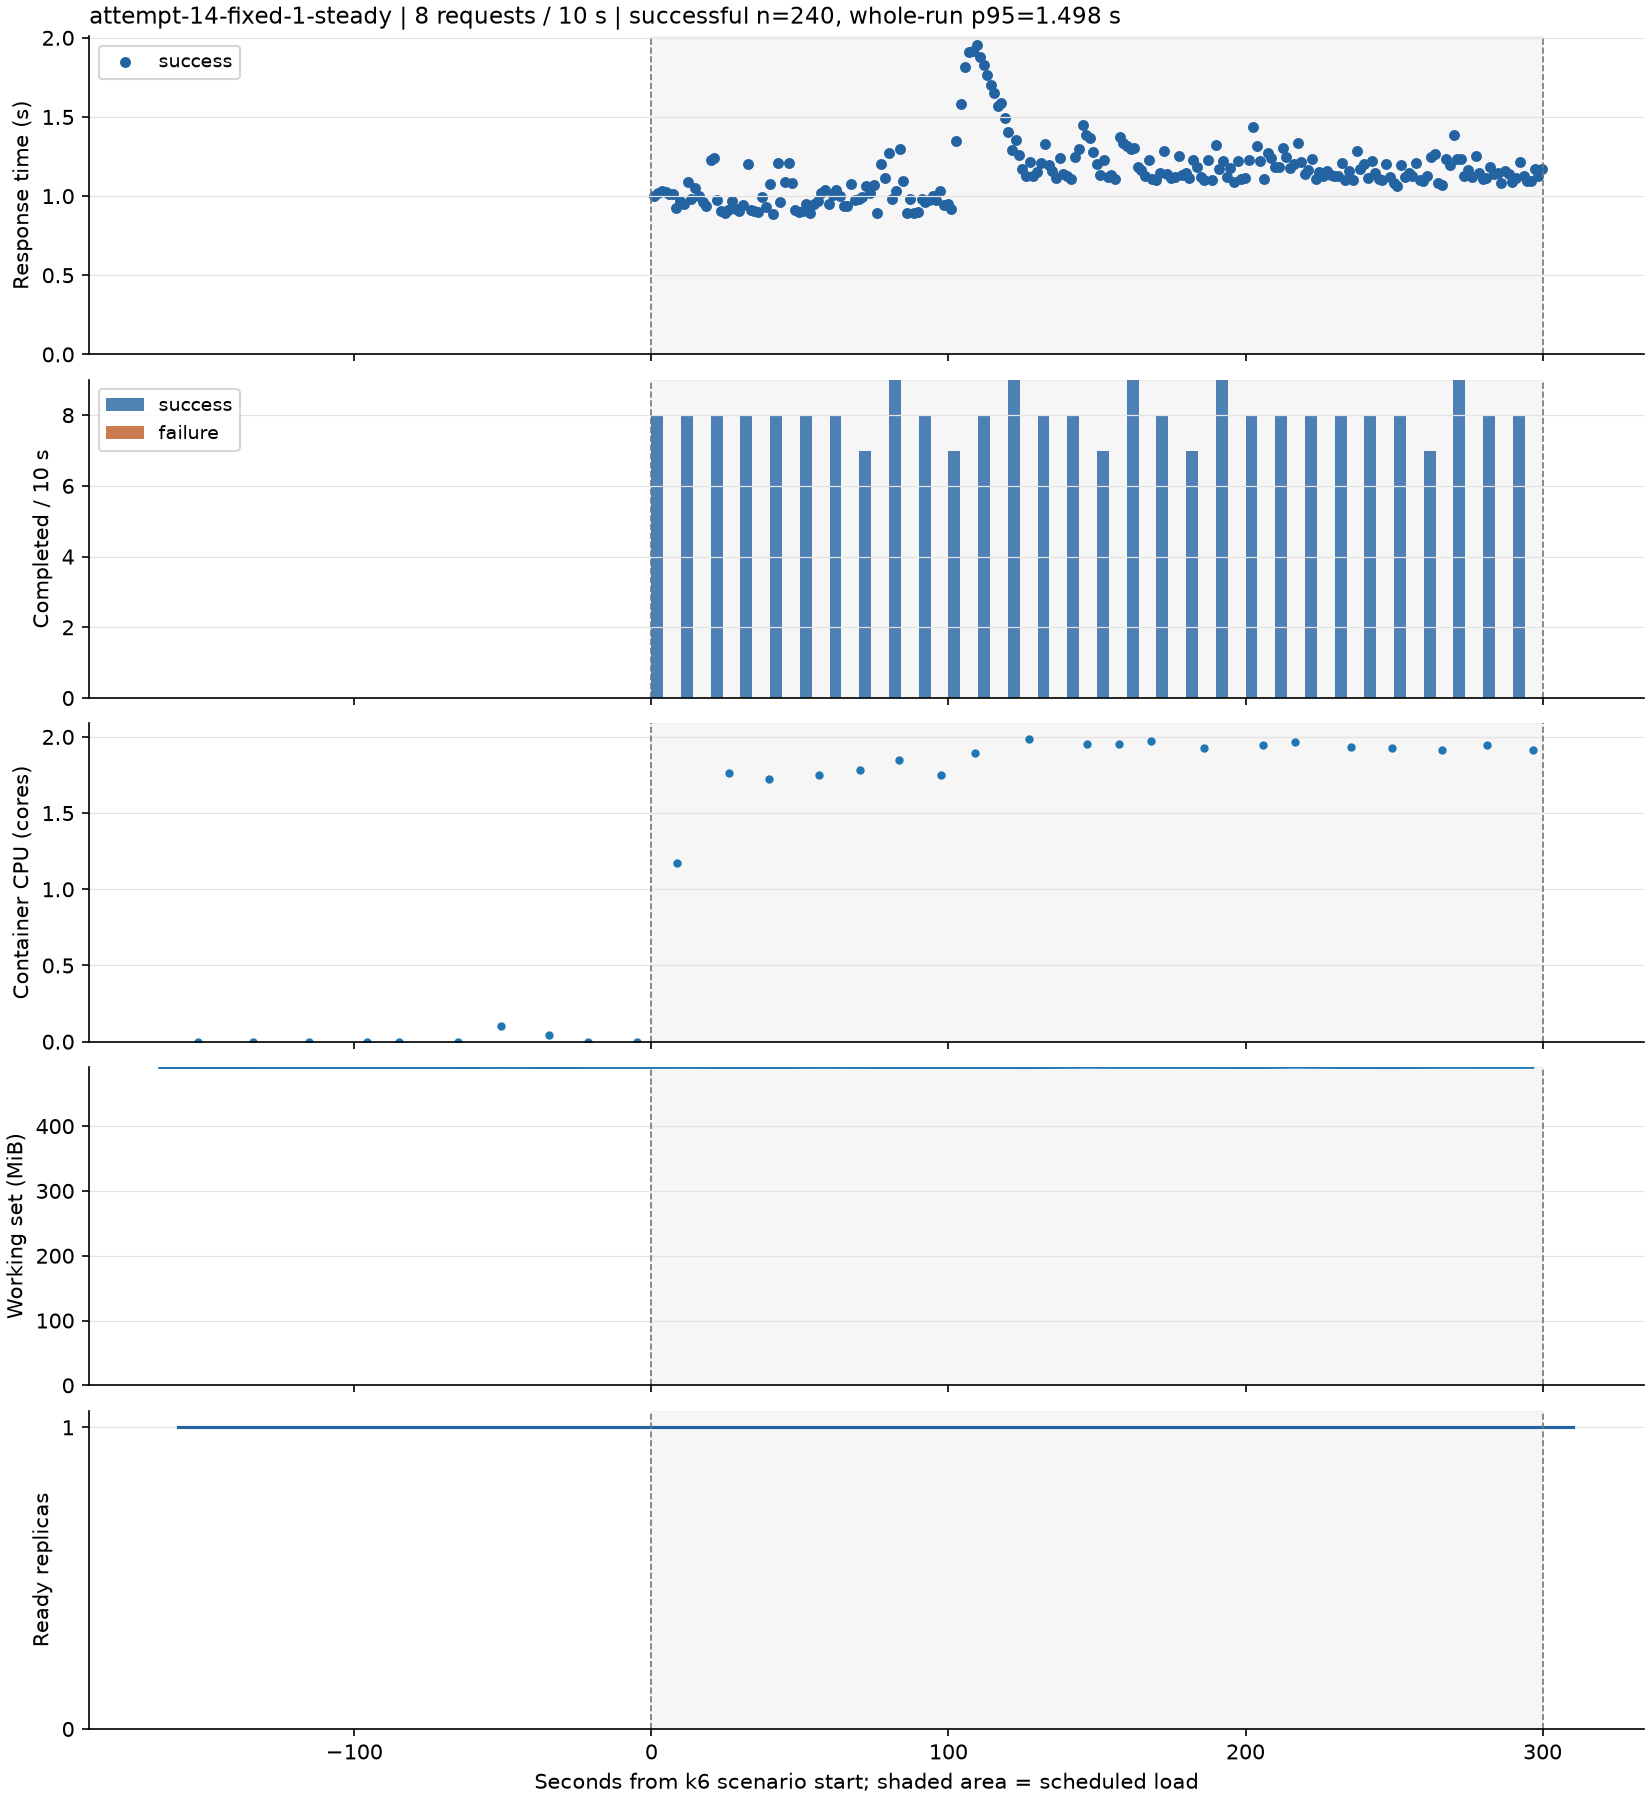 attempt-14-fixed-1-steady | 8 requests / 10 s | successful n=240, whole-run p95=1.498 s
2.0
1.5
1.0
0.5
0.0
Response time (s)
success
8
6
4
2
0
Completed / 10 s
success
failure
2.0
1.5
1.0
0.5
0.0
Container CPU (cores)
400
300
200
100
0
Working set (MiB)
1
0
Ready replicas
−100
0
100
200
300
Seconds from k6 scenario start; shaded area = scheduled load